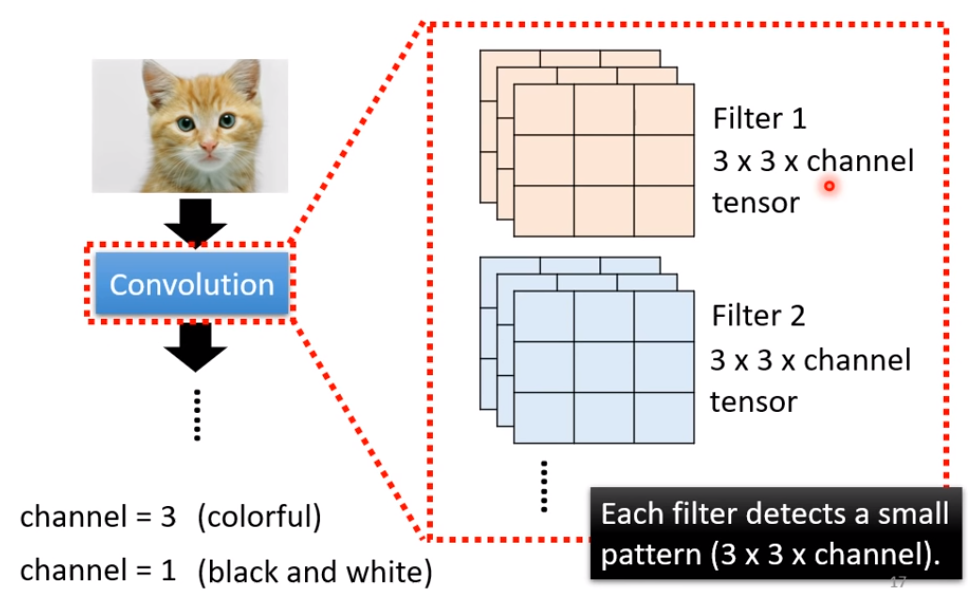 Convolution
channel = 3 (colorful)
channel = 1 (black and white)
Filter 1
3 x 3 x channel
tensor
Filter 2
3 x 3 x channel
tensor
Each filter detects a small
pattern (3 x 3 x channel).
17